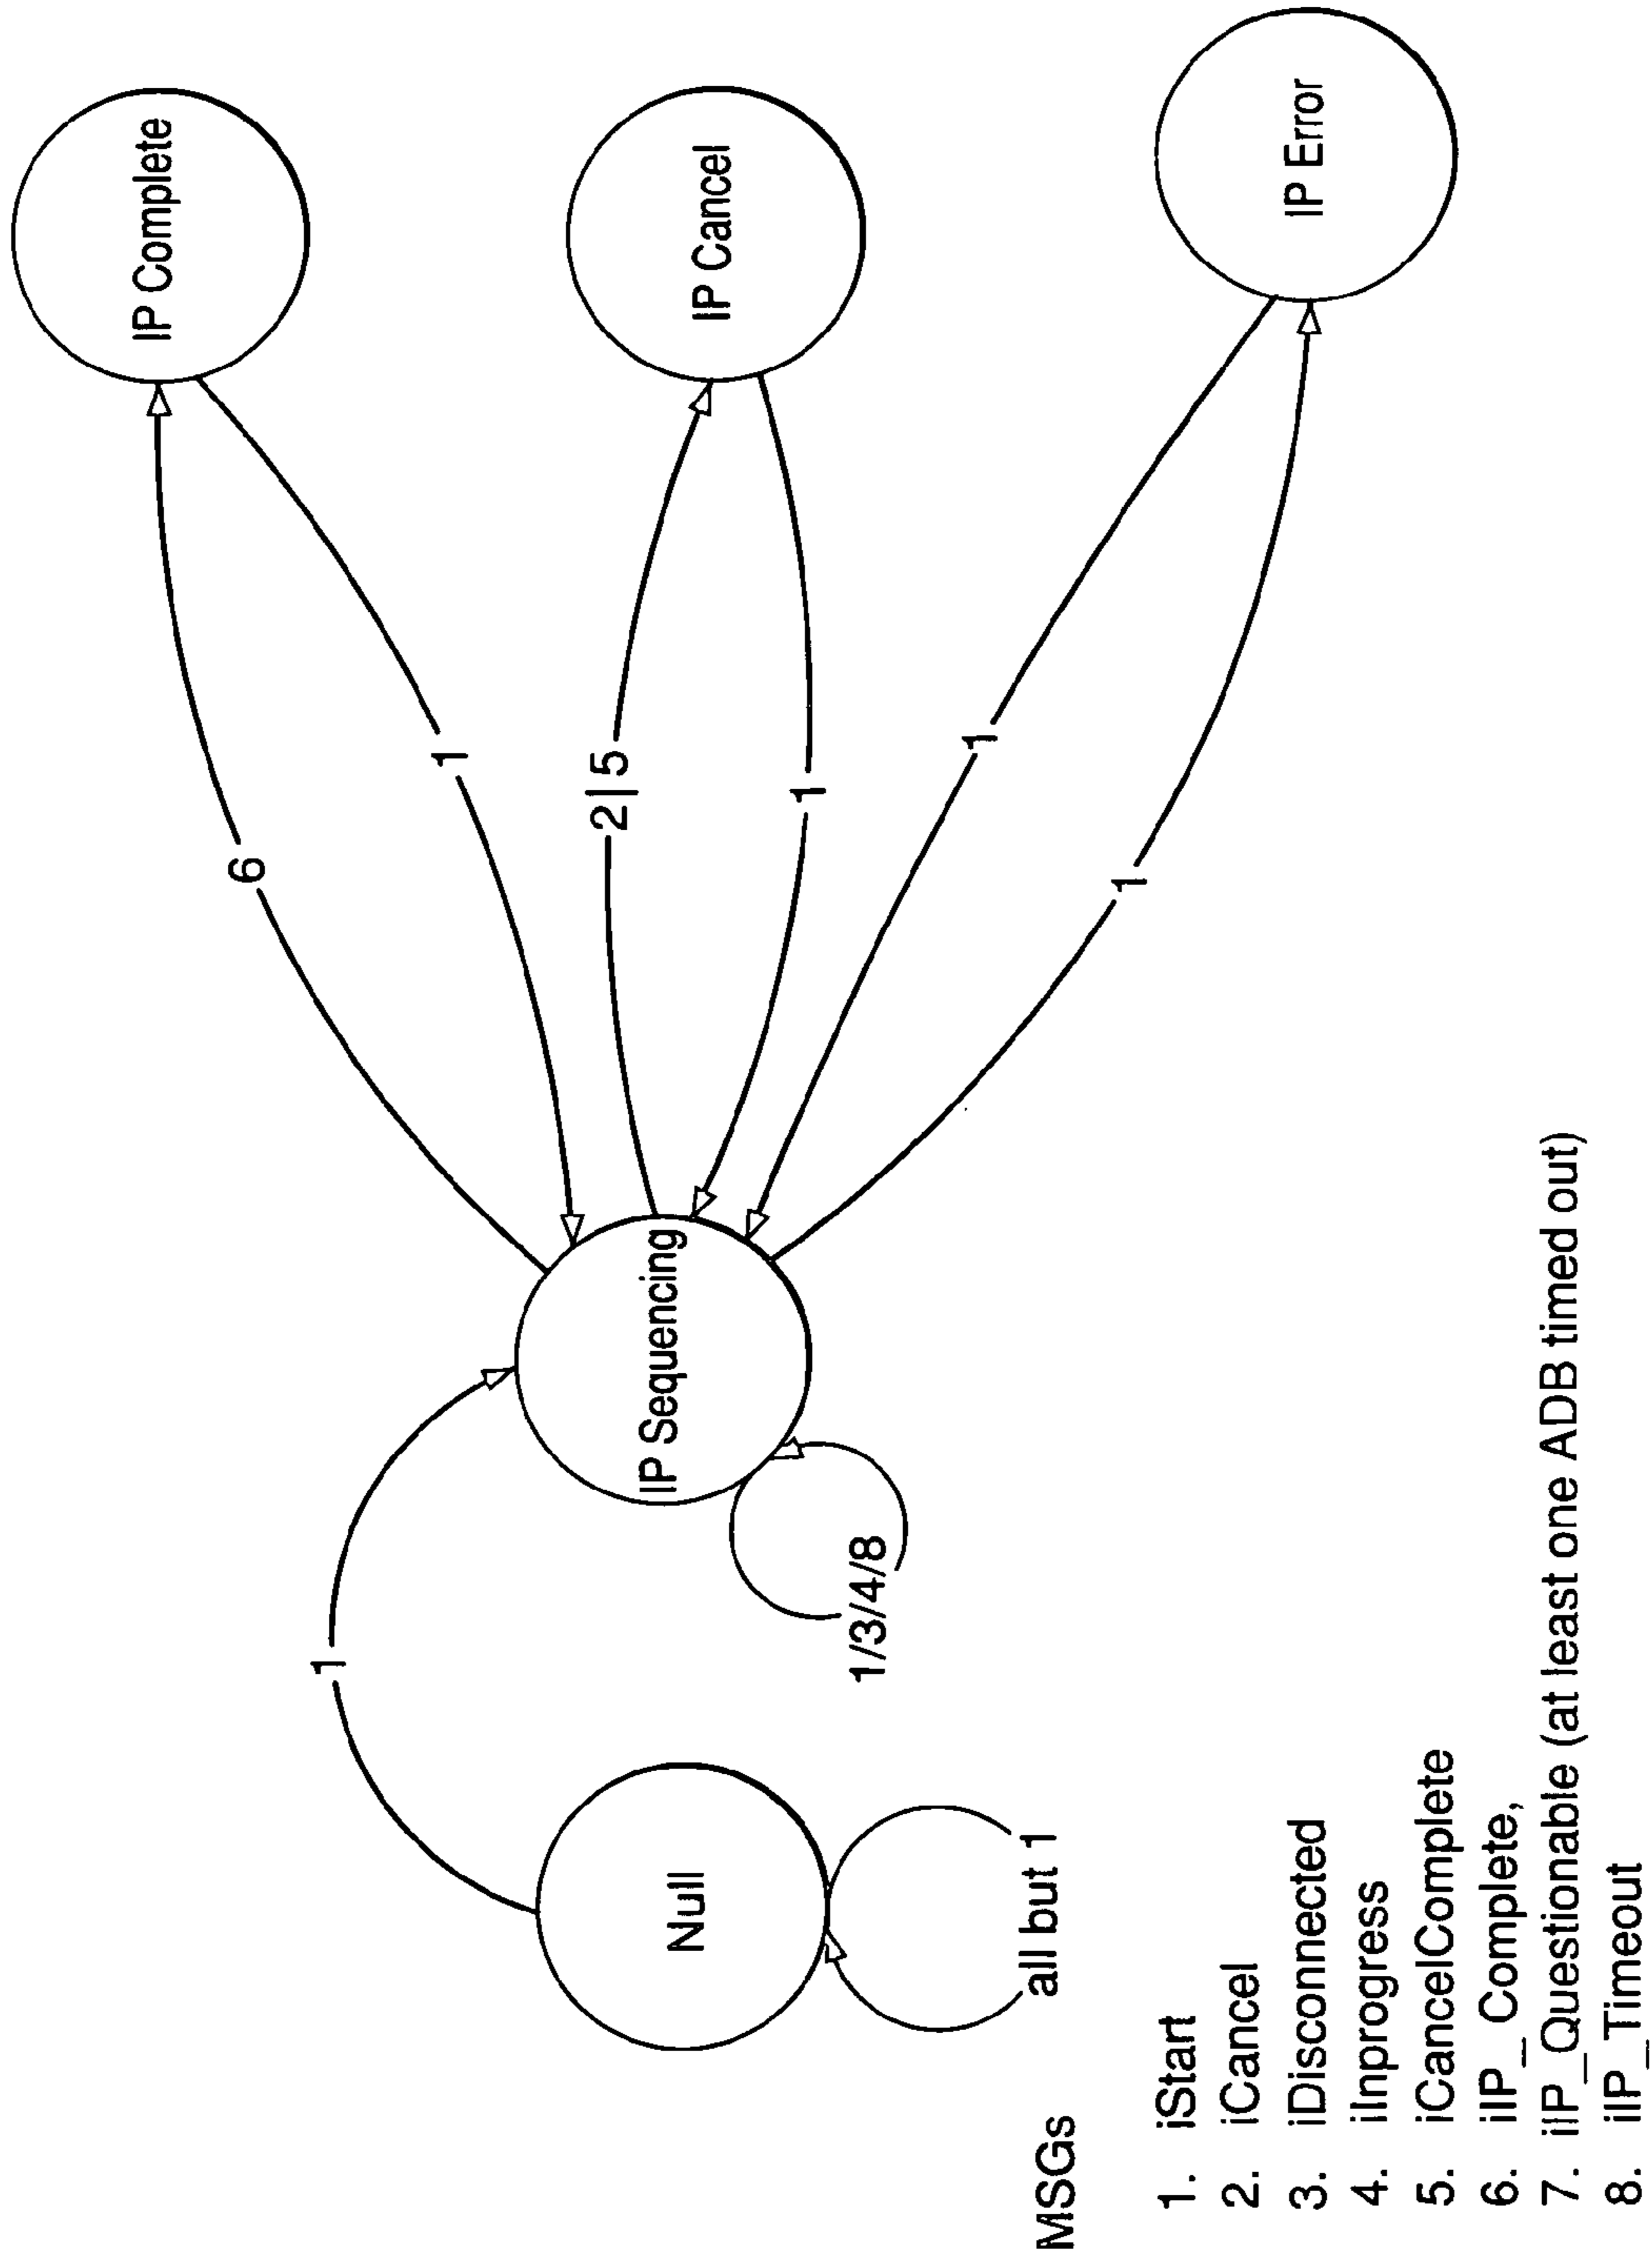 IP Complete
6
1
IP Cancel
2|5
1
IP Error
1
1
IP Sequencing
1/3/4/8
1
Null
all but 1
MSGs
1. iStart
2. iCancel
3. iDisconnected
4. iInprogress
5. iCancelComplete
6. iIP_Complete,
7. iIP_Questionable (at least one ADB timed out)
8. iIP_Timeout